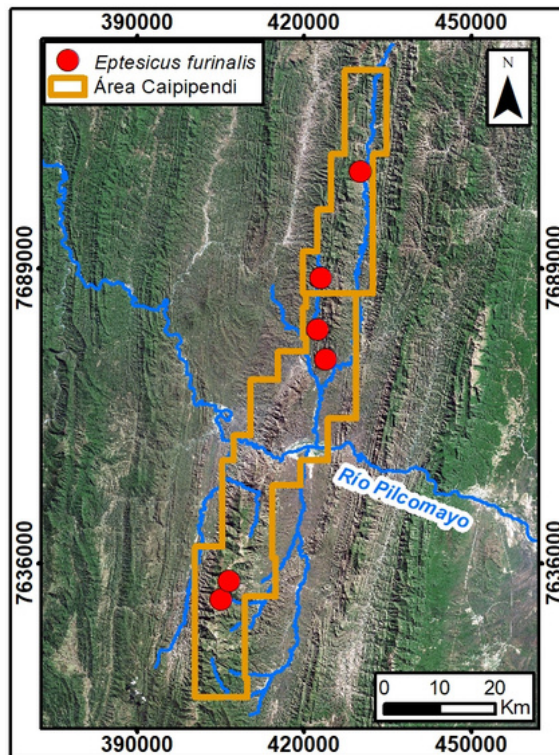 390000 420000 450000
Eptesicus furinalis
Área Caipipendi
N
7689000 7689000
Río Pilcomayo
7636000 7636000
0 10 20
Km
390000 420000 450000